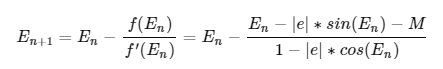 $E_{n+1} = E_n - \frac{f(E_n)}{f'(E_n)} = E_n - \frac{E_n - |e| * sin(E_n) - M}{1 - |e| * cos(E_n)}$